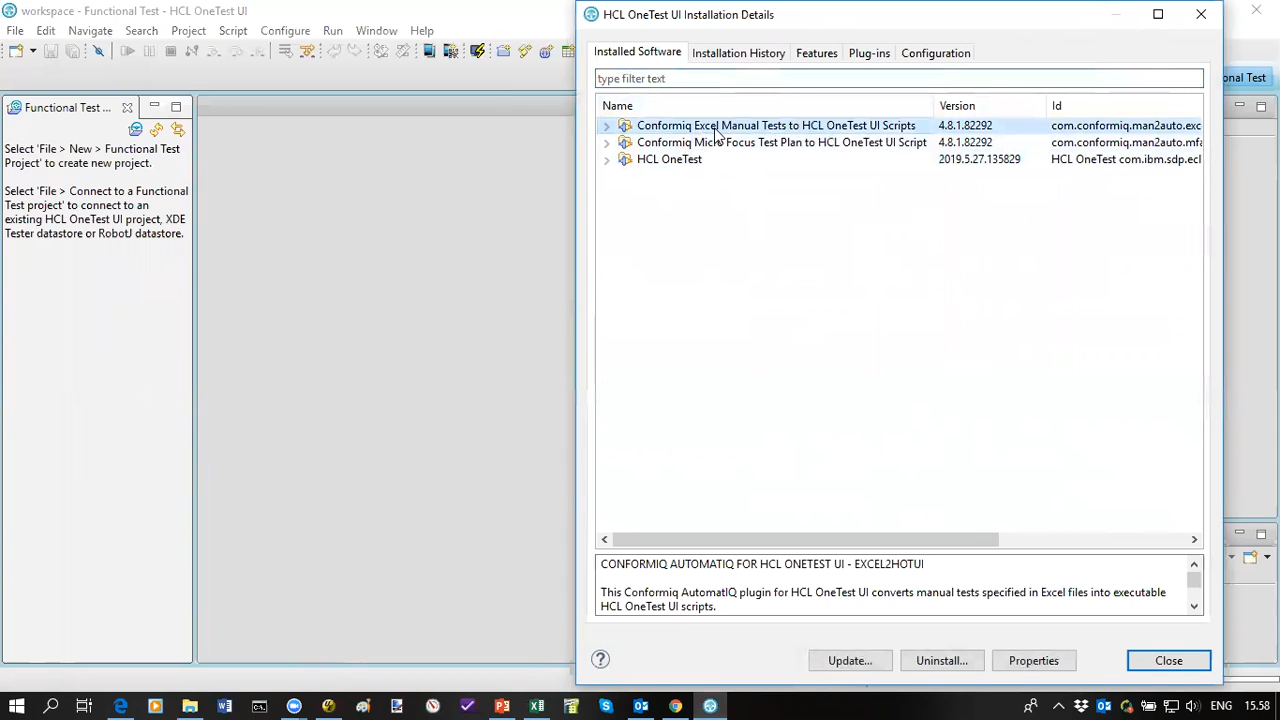 workspace - Functional Test - HCL OneTest UI
File Edit Navigate Search Project Script Configure Run Window Help
Functional Test ...
Select 'File > New > Functional Test
Project' to create new project.
Select 'File > Connect to a Functional
Test project' to connect to an
existing HCL OneTest UI project, XDE
Tester datastore or RobotJ datastore.
HCL OneTest UI Installation Details
Installed Software Installation History Features Plug-ins Configuration
type filter text
Name Version Id
Conformiq Excel Manual Tests to HCL OneTest UI Scripts 4.8.1.82292 com.conformiq.man2auto.exc
Conformiq Micro Focus Test Plan to HCL OneTest UI Script 4.8.1.82292 com.conformiq.man2auto.mfa
HCL OneTest 2019.5.27.135829 HCL OneTest com.ibm.sdp.ecl
CONFORMIQ AUTOMATIQ FOR HCL ONETEST UI - EXCEL2HOTUI
This Conformiq AutomatIQ plugin for HCL OneTest UI converts manual tests specified in Excel files into executable
HCL OneTest UI scripts.
Update... Uninstall... Properties Close
nal Test
ENG 15.58